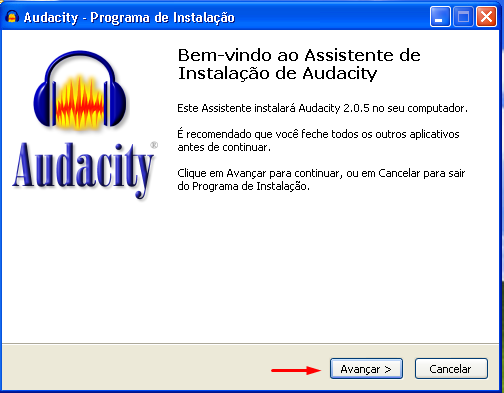 Audacity - Programa de Instalação
Bem-vindo ao Assistente de
Instalação de Audacity
Este Assistente instalará Audacity 2.0.5 no seu computador.
É recomendado que você feche todos os outros aplicativos
antes de continuar.
Clique em Avançar para continuar, ou em Cancelar para sair
do Programa de Instalação.
Audacity®
Avançar >
Cancelar